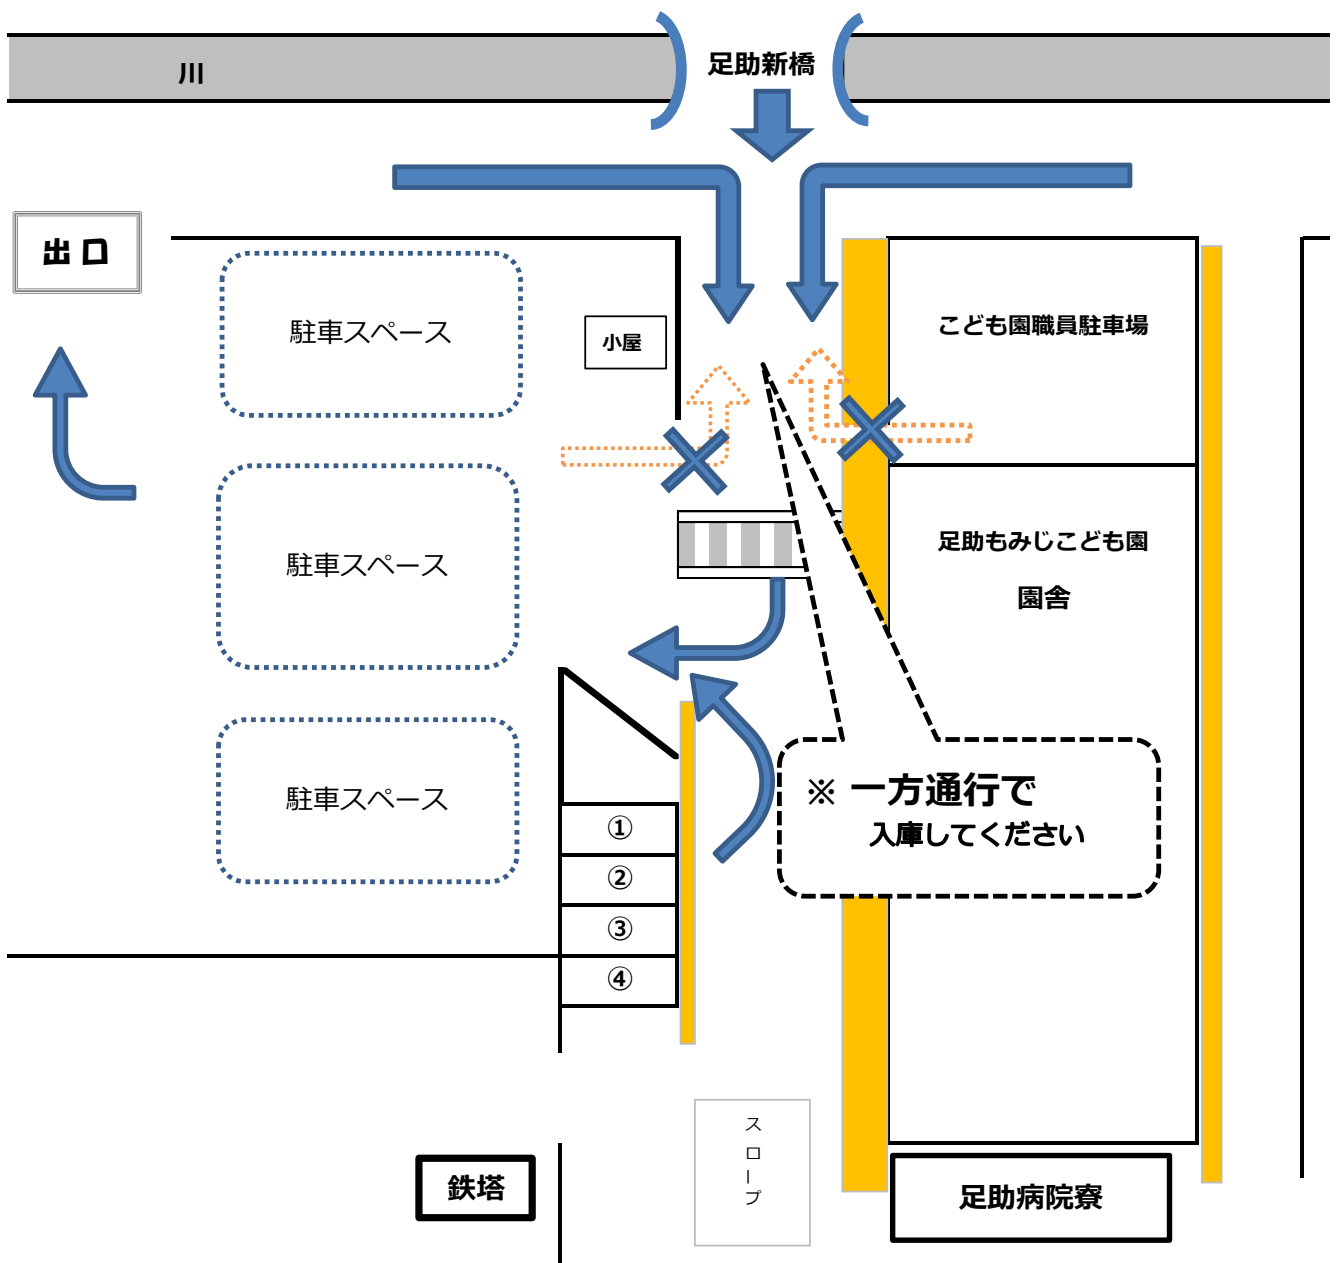 川
足助新橋
出口
駐車スペース
小屋
こども園職員駐車場
駐車スペース
足助もみじこども園
園舎
駐車スペース
※ 一方通行で
入庫してください
①
②
③
④
スロープ
鉄塔
足助病院寮